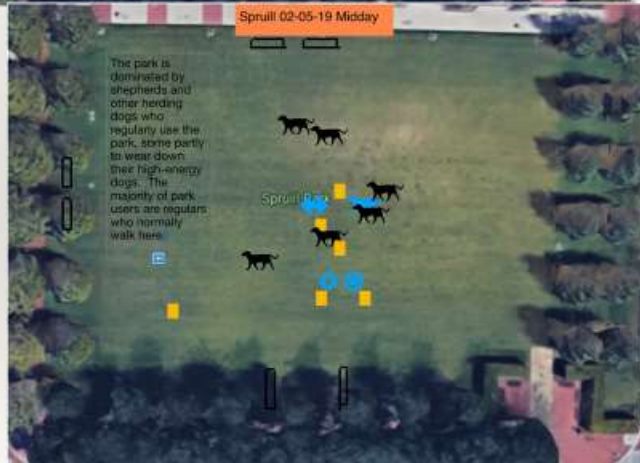 Spruill 02-05-19 Midday
The park is
dominated by
shepherds and
other herding
dogs who
regularly use the
park, some partly
to wear down
their high-energy
dogs. The
majority of park
users are regulars
who normally
walk here.
Spruill Park